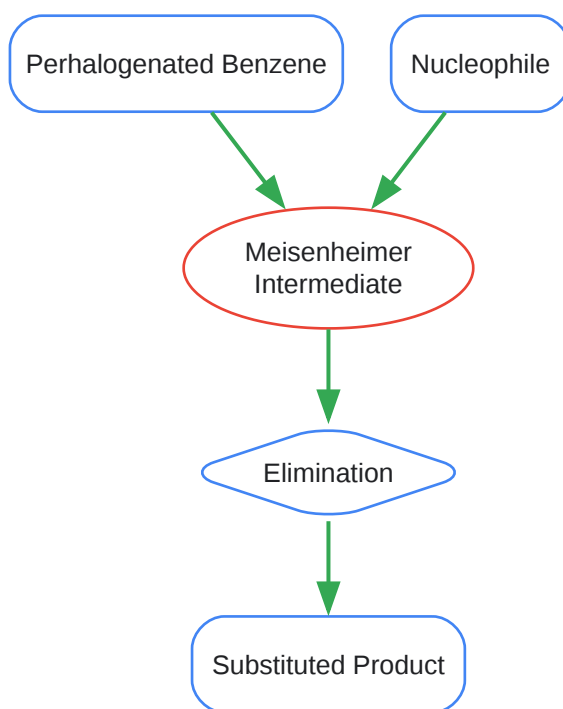 Perhalogenated Benzene
Nucleophile
Meisenheimer
Intermediate
Elimination
Substituted Product